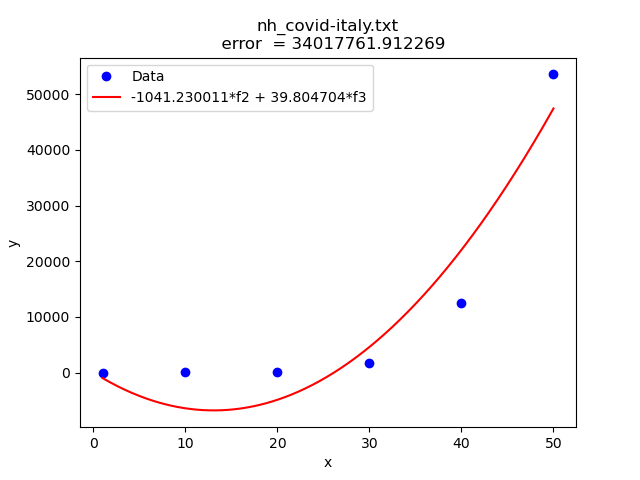 nh_covid-italy.txt
error = 34017761.912269
Data
-1041.230011*f2 + 39.804704*f3
50000
40000
30000
20000
10000
0
y
0 10 20 30 40 50
x